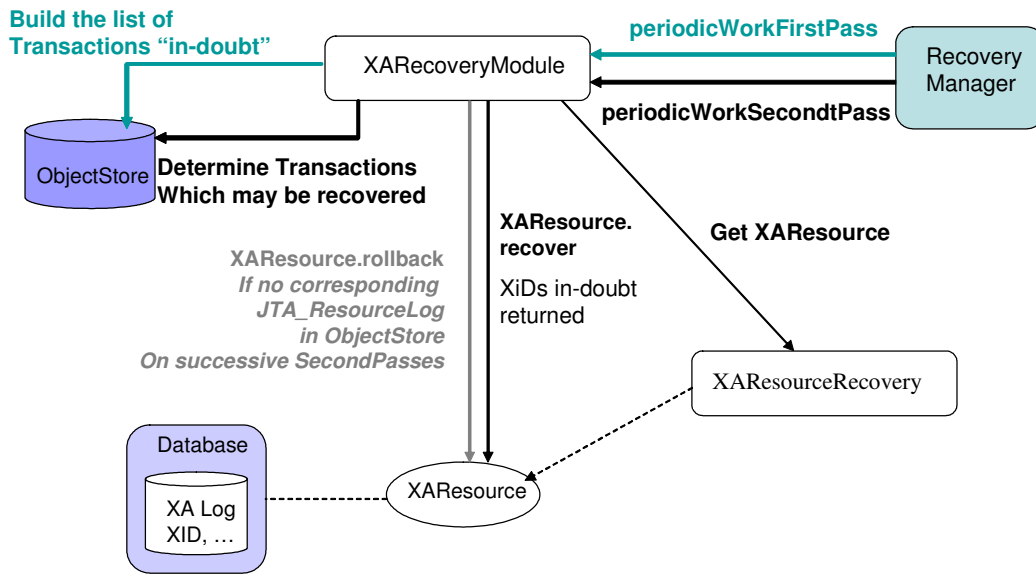 Build the list of
Transactions “in-doubt”
periodicWorkFirstPass
XARecoveryModule
Recovery
Manager
periodicWorkSecondtPass
ObjectStore
Determine Transactions
Which may be recovered
XAResource.
recover
XiDs in-doubt
returned
Get XAResource
XAResource.rollback
If no corresponding
JTA_ResourceLog
in ObjectStore
On successive SecondPasses
XAResourceRecovery
Database
XA Log
XID, …
XAResource